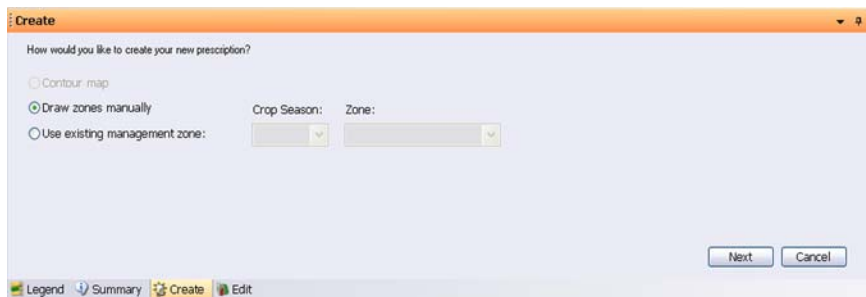 Create
How would you like to create your new prescription?
Contour map
Draw zones manually
Crop Season: Zone:
Use existing management zone:
Next Cancel
Legend Summary Create Edit